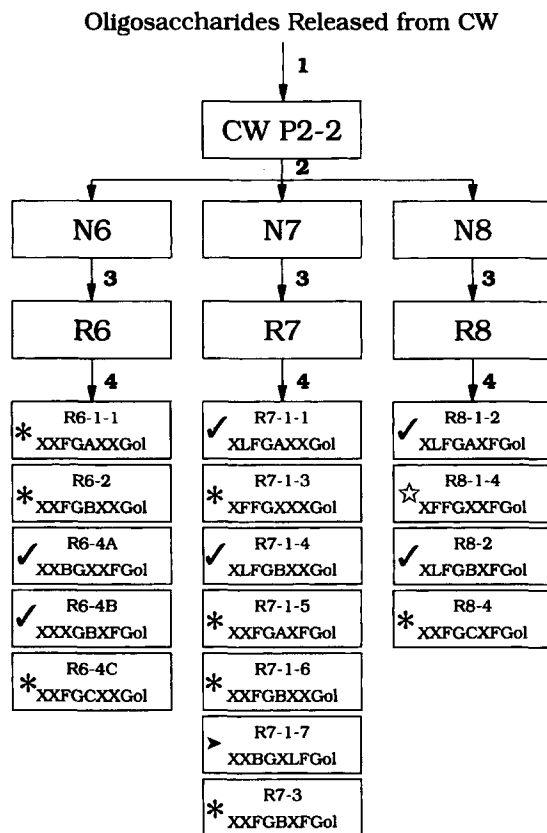 Oligosaccharides Released from CW
1
CW P2-2
2
N6
N7
N8
3
3
3
R6
R7
R8
4
4
4
R6-1-1
XXFGAXXGol
R6-2
XXFGBXXGol
R6-4A
XXBGXXFGol
R6-4B
XXXGBXFGol
R6-4C
XXFGCXXGol
R7-1-1
XLFGAXXGol
R7-1-3
XFFGXXXGol
R7-1-4
XLFGBXXGol
R7-1-5
XXFGAXFGol
R7-1-6
XXFGBXXGol
R7-1-7
XXBGXLFGol
R7-3
XXFGBXFGol
R8-1-2
XLFGAXFGol
R8-1-4
XFFGXXFGol
R8-2
XLFGBXFGol
R8-4
XXFGCXFGol